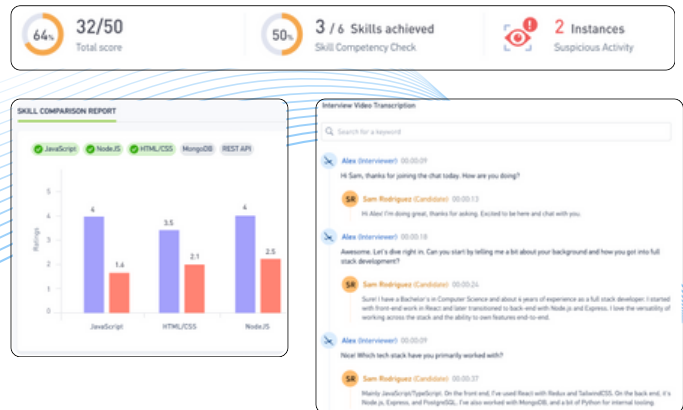 64%
32/50
Total score
50%
3 / 6 Skills achieved
Skill Competency Check
2 Instances
Suspicious Activity
SKILL COMPARISON REPORT
JavaScript
NodeJS
HTML/CSS
MongoDB
REST API
Ratings
5
4
3
2
1
0
4
1.6
3.5
2.1
4
2.5
JavaScript
HTML/CSS
NodeJS
Interview Video Transcription
Search for a keyword
Alex (Interviewer) 00:00:09
Hi Sam, thanks for joining the chat today. How are you doing?
SR
Sam Rodriguez (Candidate) 00:00:13
Hi Alex! I'm doing great, thanks for asking. Excited to be here and chat with you.
Alex (Interviewer) 00:00:18
Awesome. Let's dive right in. Can you start by telling me a bit about your background and how you got into full
stack development?
SR
Sam Rodriguez (Candidate) 00:00:24
Sure! I have a Bachelor's in Computer Science and about 4 years of experience as a full stack developer. I started
with front-end work in React and later transitioned to back-end with Node js and Express. I love the versatility of
working across the stack and the ability to own features end-to-end.
Alex (Interviewer) 00:00:09
Nice! Which tech stack have you primarily worked with?
SR
Sam Rodriguez (Candidate) 00:00:37
Mainly JavaScript/TypeScript. On the front end, I've used React with Redux and TailwindCSS. On the back end, it's
Node js, Express, and PostgreSQL. I've also worked with MongoDB, and a bit of Python for internal tooling.